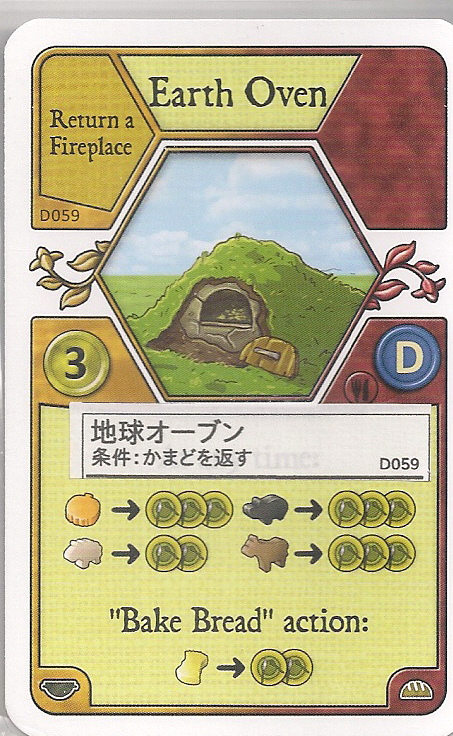 Earth Oven
Return a
Fireplace
D059
3
D
地球オーブン
条件:かまどを返す
D059
time:
"Bake Bread" action: